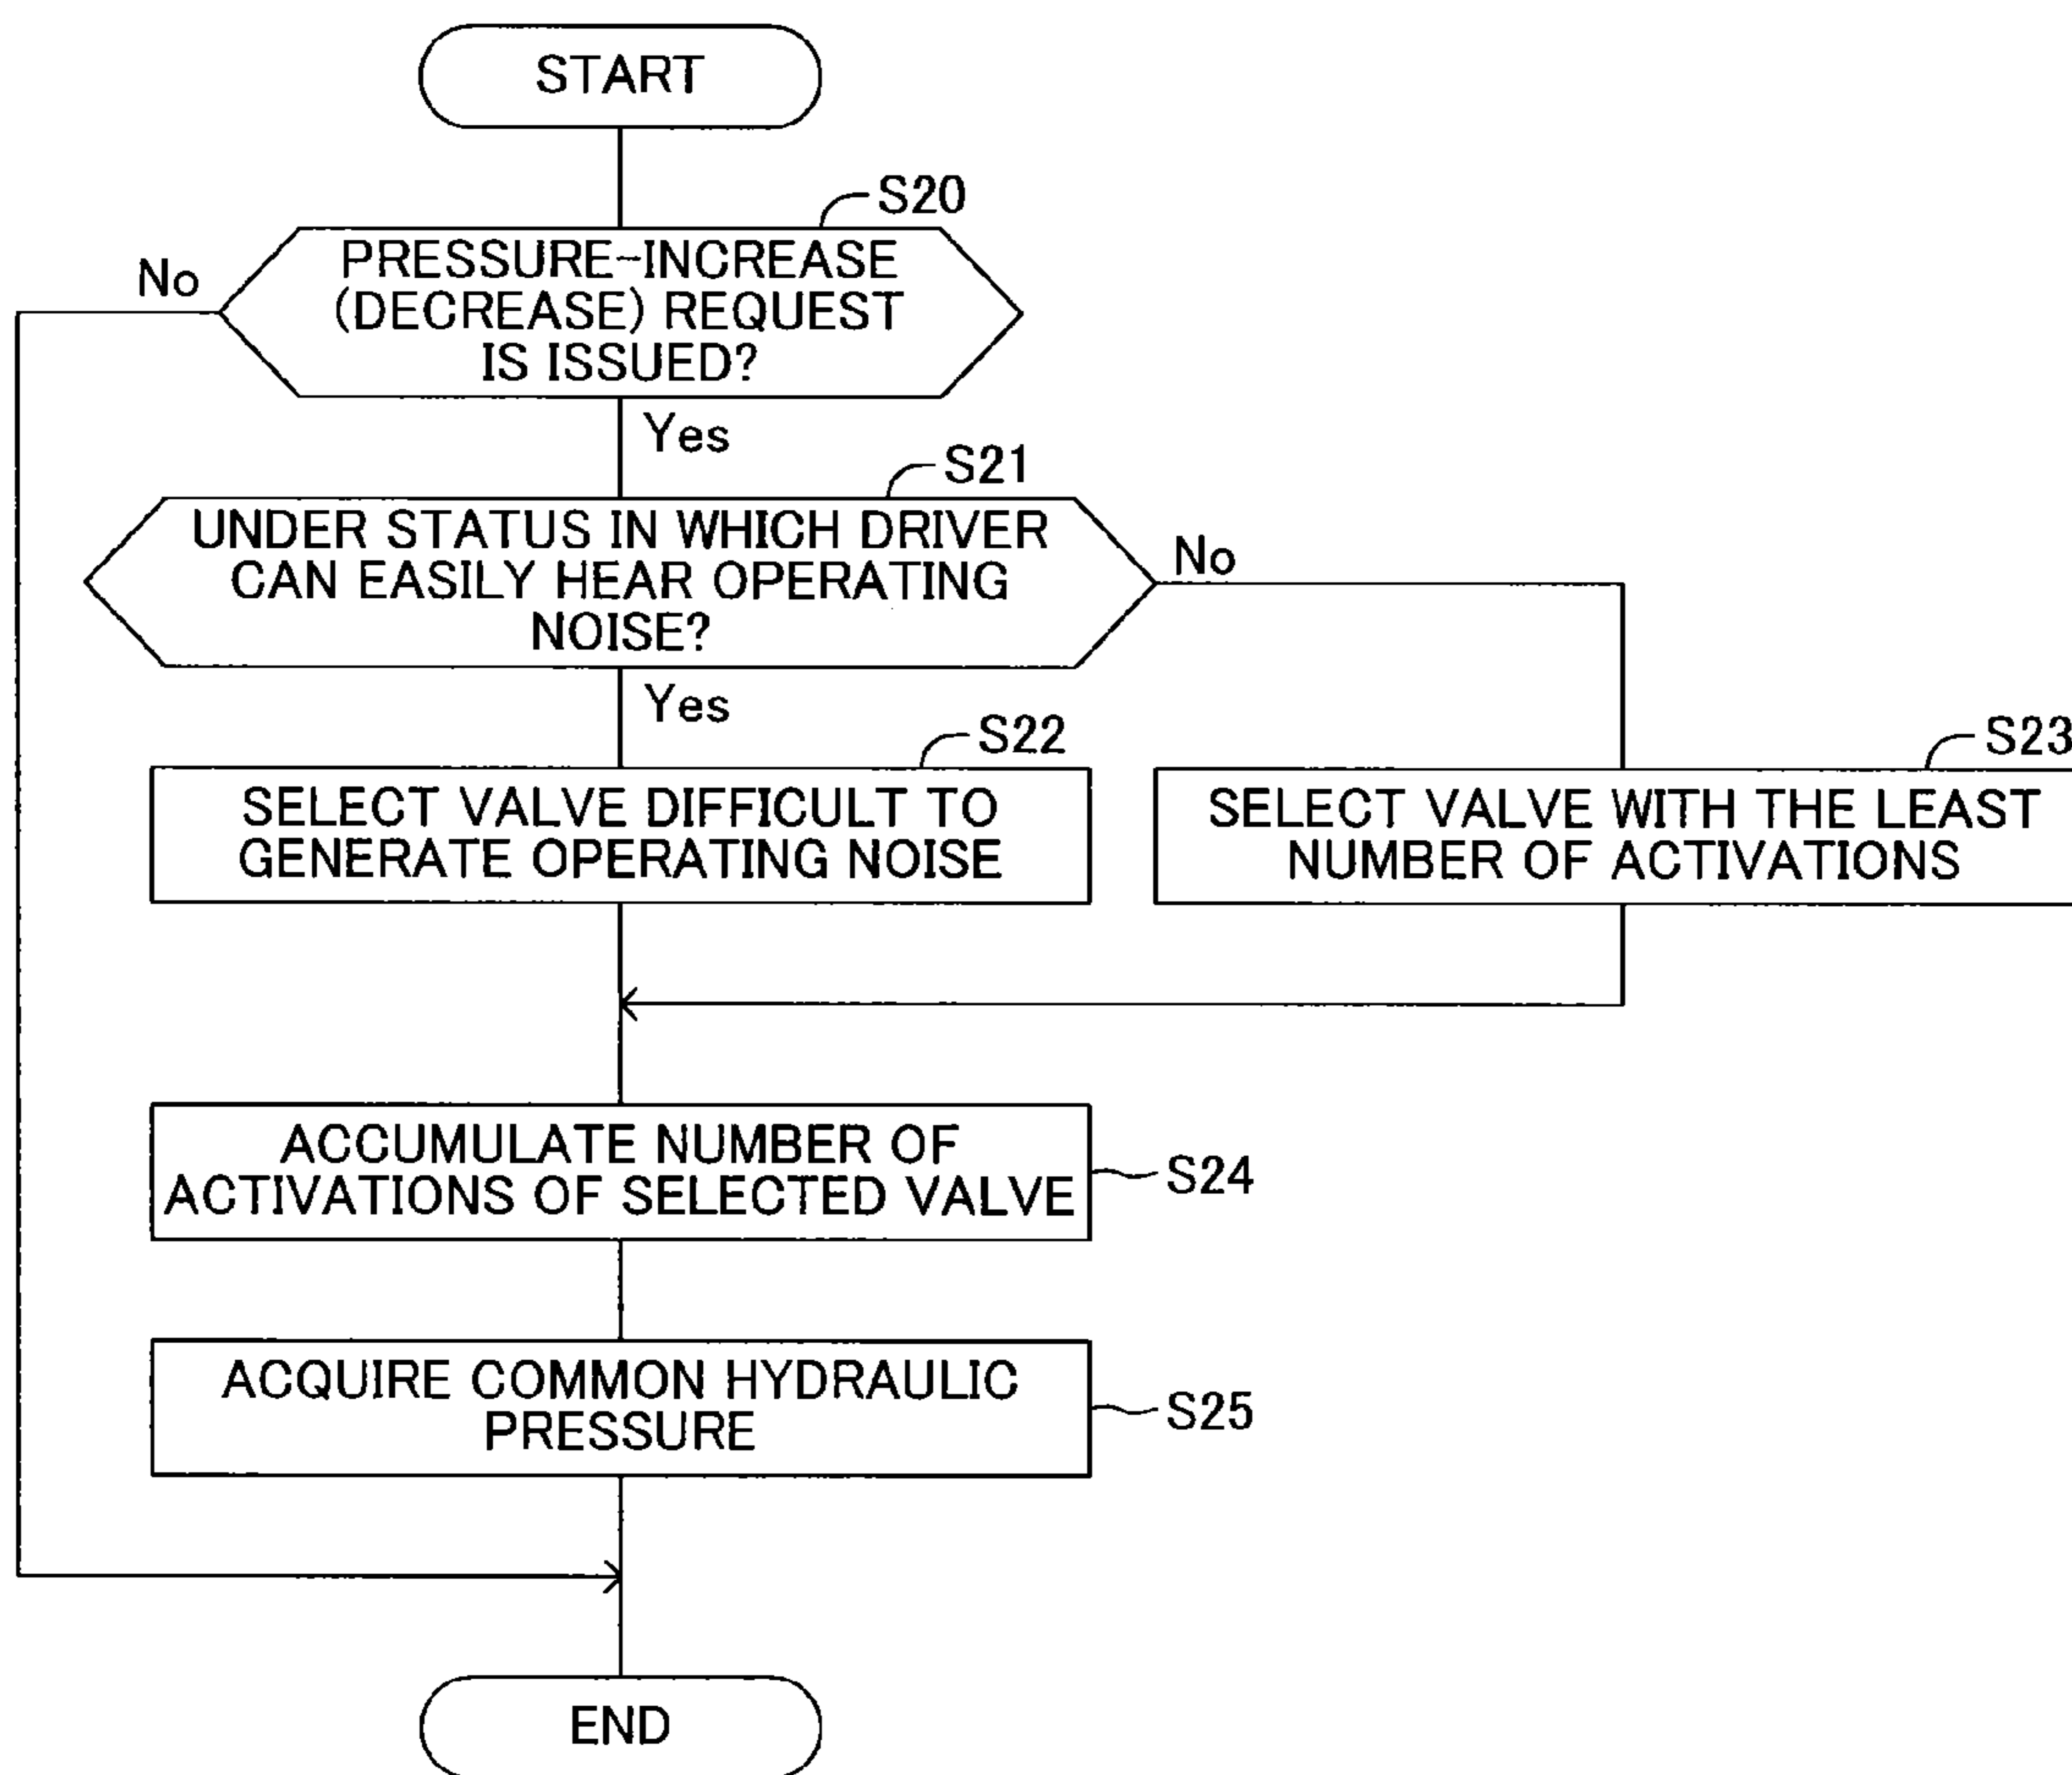 START
S20
No
PRESSURE-INCREASE
(DECREASE) REQUEST
IS ISSUED?
Yes
S21
UNDER STATUS IN WHICH DRIVER
CAN EASILY HEAR OPERATING
NOISE?
No
Yes
S22
SELECT VALVE DIFFICULT TO
GENERATE OPERATING NOISE
S23
SELECT VALVE WITH THE LEAST
NUMBER OF ACTIVATIONS
ACCUMULATE NUMBER OF
ACTIVATIONS OF SELECTED VALVE
S24
ACQUIRE COMMON HYDRAULIC
PRESSURE
S25
END